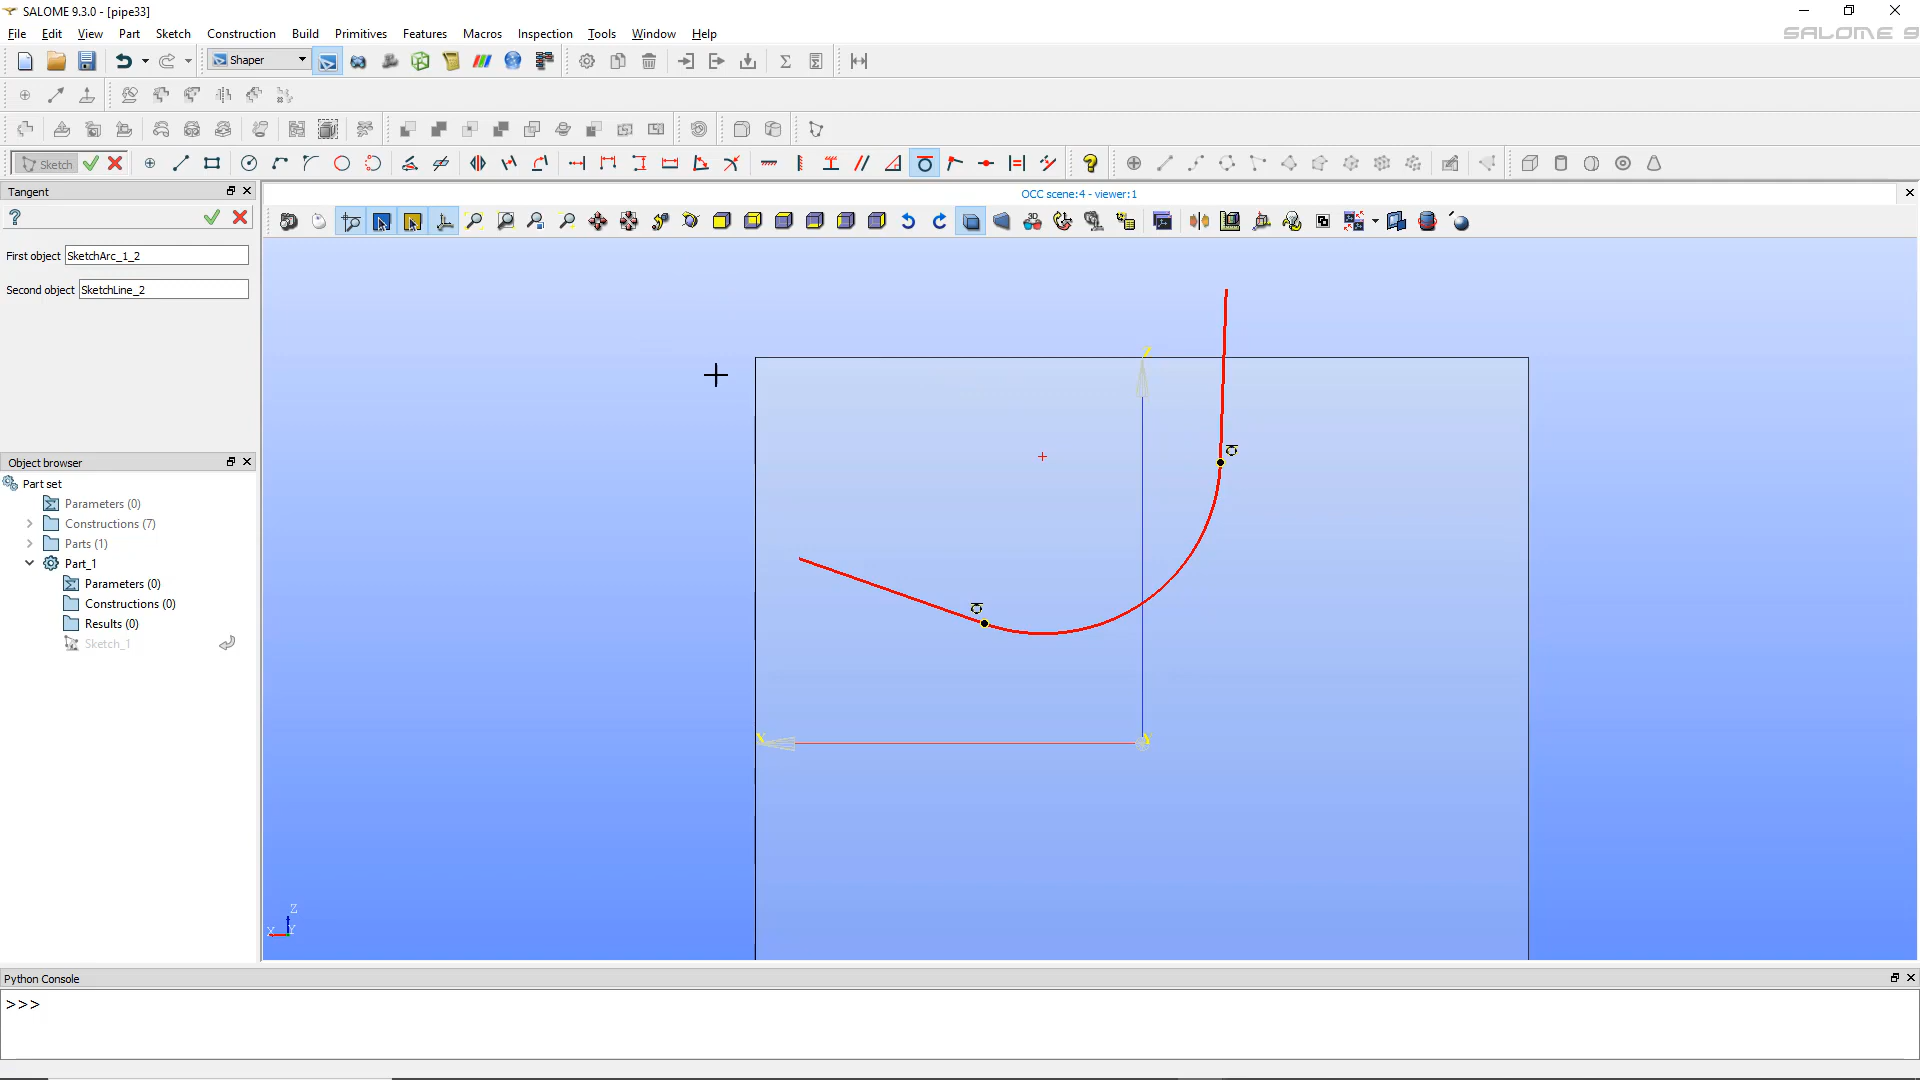 SALOME 9.3.0 - [pipe33]
File Edit View Part Sketch Construction Build Primitives Features Macros Inspection Tools Window Help
SALOME 9
Shaper
Sketch
Tangent
OCC scene:4 - viewer:1
First object SketchArc_1_2
Second object SketchLine_2
Z
X
Y
Object browser
Part set
Parameters (0)
Constructions (7)
Parts (1)
Part_1
Parameters (0)
Constructions (0)
Results (0)
Sketch_1
Z
X Y
Python Console
>>>